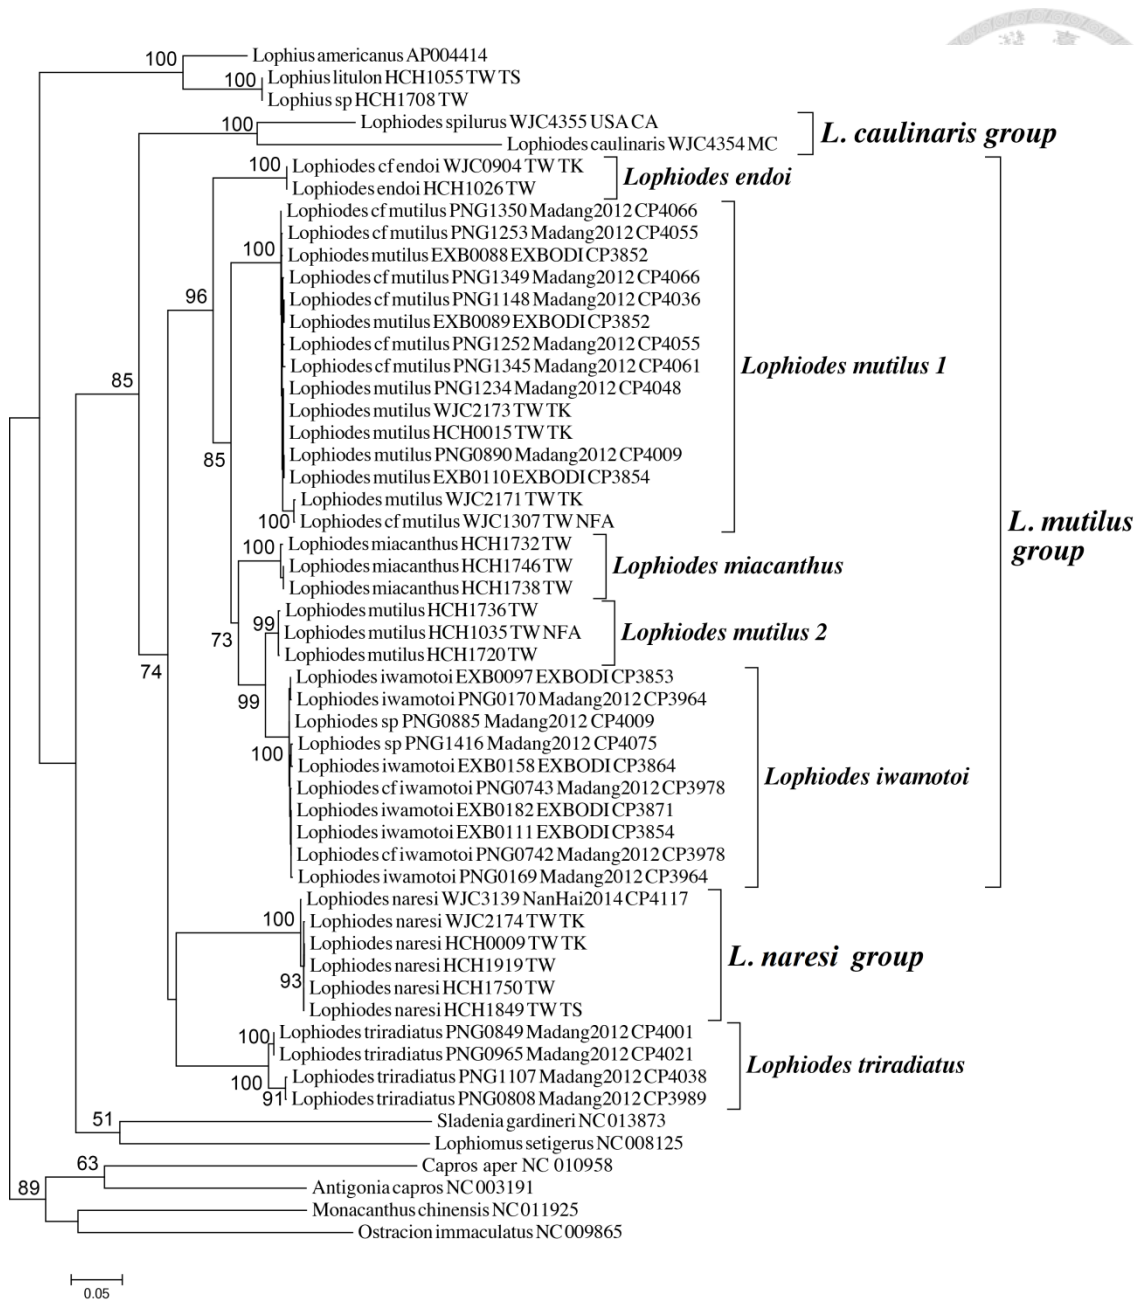 100
Lophius americanus AP004414
100
Lophius litulon HCH1055 TW TS
Lophius sp HCH1708 TW
100
Lophiodes spilurus WJC4355 USA CA
Lophiodes caulinaris WJC4354 MC
L. caulinaris group
100
Lophiodes cf endoi WJC0904 TW TK
Lophiodes endoi HCH1026 TW
Lophiodes endoi
Lophiodes cf mutilus PNG1350 Madang2012 CP4066
Lophiodes cf mutilus PNG1253 Madang2012 CP4055
100
Lophiodes mutilus EXB0088 EXBODI CP3852
Lophiodes cf mutilus PNG1349 Madang2012 CP4066
96
Lophiodes cf mutilus PNG1148 Madang2012 CP4036
Lophiodes mutilus EXB0089 EXBODI CP3852
Lophiodes cf mutilus PNG1252 Madang2012 CP4055
Lophiodes cf mutilus PNG1345 Madang2012 CP4061
Lophiodes mutilus 1
85
Lophiodes mutilus PNG1234 Madang2012 CP4048
Lophiodes mutilus WJC2173 TW TK
Lophiodes mutilus HCH0015 TW TK
85
Lophiodes mutilus PNG0890 Madang2012 CP4009
Lophiodes mutilus EXB0110 EXBODI CP3854
Lophiodes mutilus WJC2171 TW TK
100
Lophiodes cf mutilus WJC1307 TW NFA
L. mutilus
group
100
Lophiodes miacanthus HCH1732 TW
Lophiodes miacanthus HCH1746 TW
Lophiodes miacanthus
Lophiodes miacanthus HCH1738 TW
Lophiodes mutilus HCH1736 TW
99
73
Lophiodes mutilus HCH1035 TW NFA
Lophiodes mutilus 2
Lophiodes mutilus HCH1720 TW
74
Lophiodes iwamotoi EXB0097 EXBODI CP3853
99
Lophiodes iwamotoi PNG0170 Madang2012 CP3964
Lophiodes sp PNG0885 Madang2012 CP4009
100
Lophiodes sp PNG1416 Madang2012 CP4075
Lophiodes iwamotoi EXB0158 EXBODI CP3864
Lophiodes iwamotoi
Lophiodes cf iwamotoi PNG0743 Madang2012 CP3978
Lophiodes iwamotoi EXB0182 EXBODI CP3871
Lophiodes iwamotoi EXB0111 EXBODI CP3854
Lophiodes cf iwamotoi PNG0742 Madang2012 CP3978
Lophiodes iwamotoi PNG0169 Madang2012 CP3964
Lophiodes naresi WJC3139 NanHai2014 CP4117
100
Lophiodes naresi WJC2174 TW TK
Lophiodes naresi HCH0009 TW TK
Lophiodes naresi HCH1919 TW
L. naresi group
93
Lophiodes naresi HCH1750 TW
Lophiodes naresi HCH1849 TW TS
100
Lophiodes triradiatus PNG0849 Madang2012 CP4001
Lophiodes triradiatus PNG0965 Madang2012 CP4021
Lophiodes triradiatus
100
Lophiodes triradiatus PNG1107 Madang2012 CP4038
91
Lophiodes triradiatus PNG0808 Madang2012 CP3989
51
Sladenia gardineri NC 013873
Lophiomus setigerus NC 008125
63
Capros aper NC 010958
89
Antigonia capros NC 003191
Monacanthus chinensis NC 011925
Ostracion immaculatus NC 009865
0.05